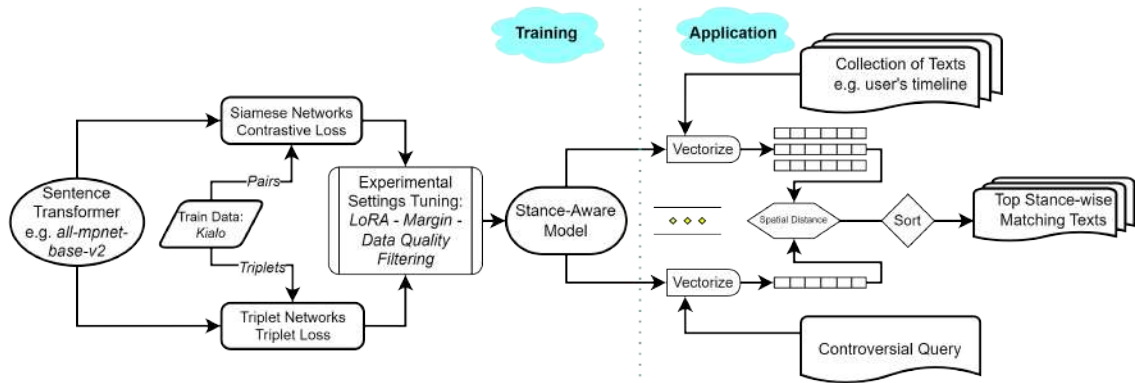 Training
Application
Collection of Texts
e.g. user's timeline
Siamese Networks
Contrastive Loss
Vectorize
Pairs
Sentence
Transformer
e.g. all-mpnet-
base-v2
Train Data:
Kialo
Experimental
Settings Tuning:
LoRA - Margin -
Data Quality
Filtering
Stance-Aware
Model
Spatial Distance
Sort
Top Stance-wise
Matching Texts
Triplets
Vectorize
Triplet Networks
Triplet Loss
Controversial Query